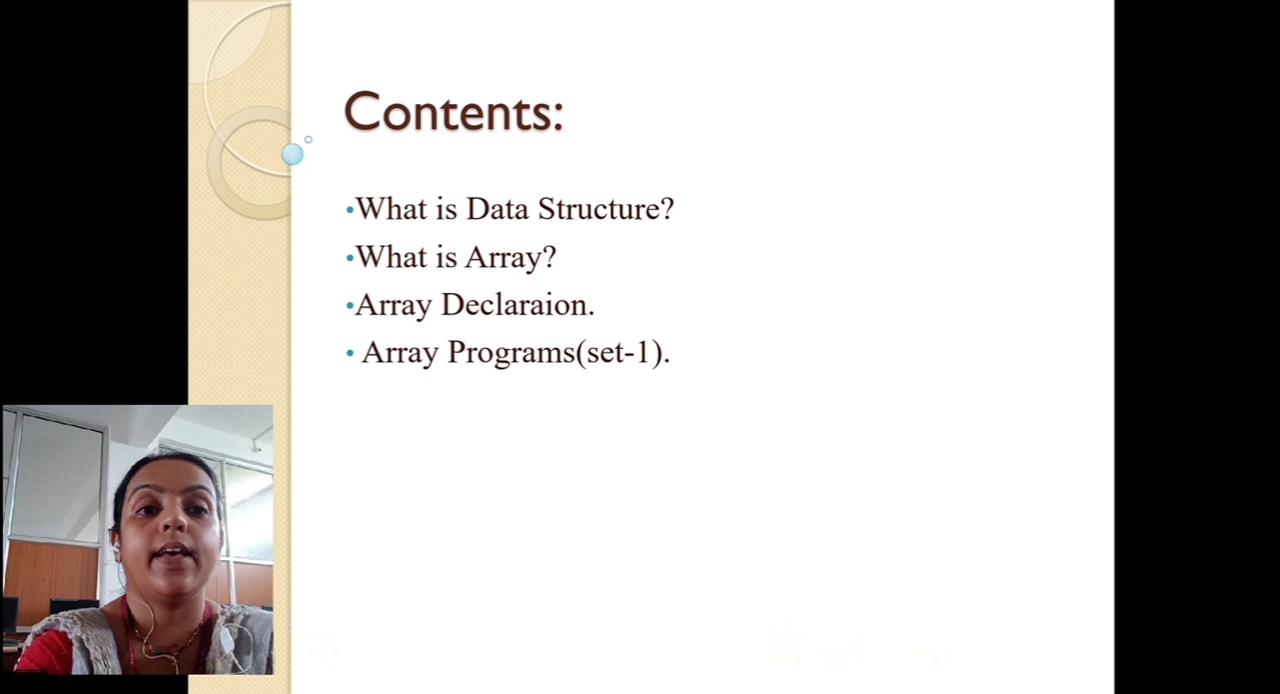 Contents:
•What is Data Structure?
•What is Array?
•Array Declaraion.
• Array Programs(set-1).